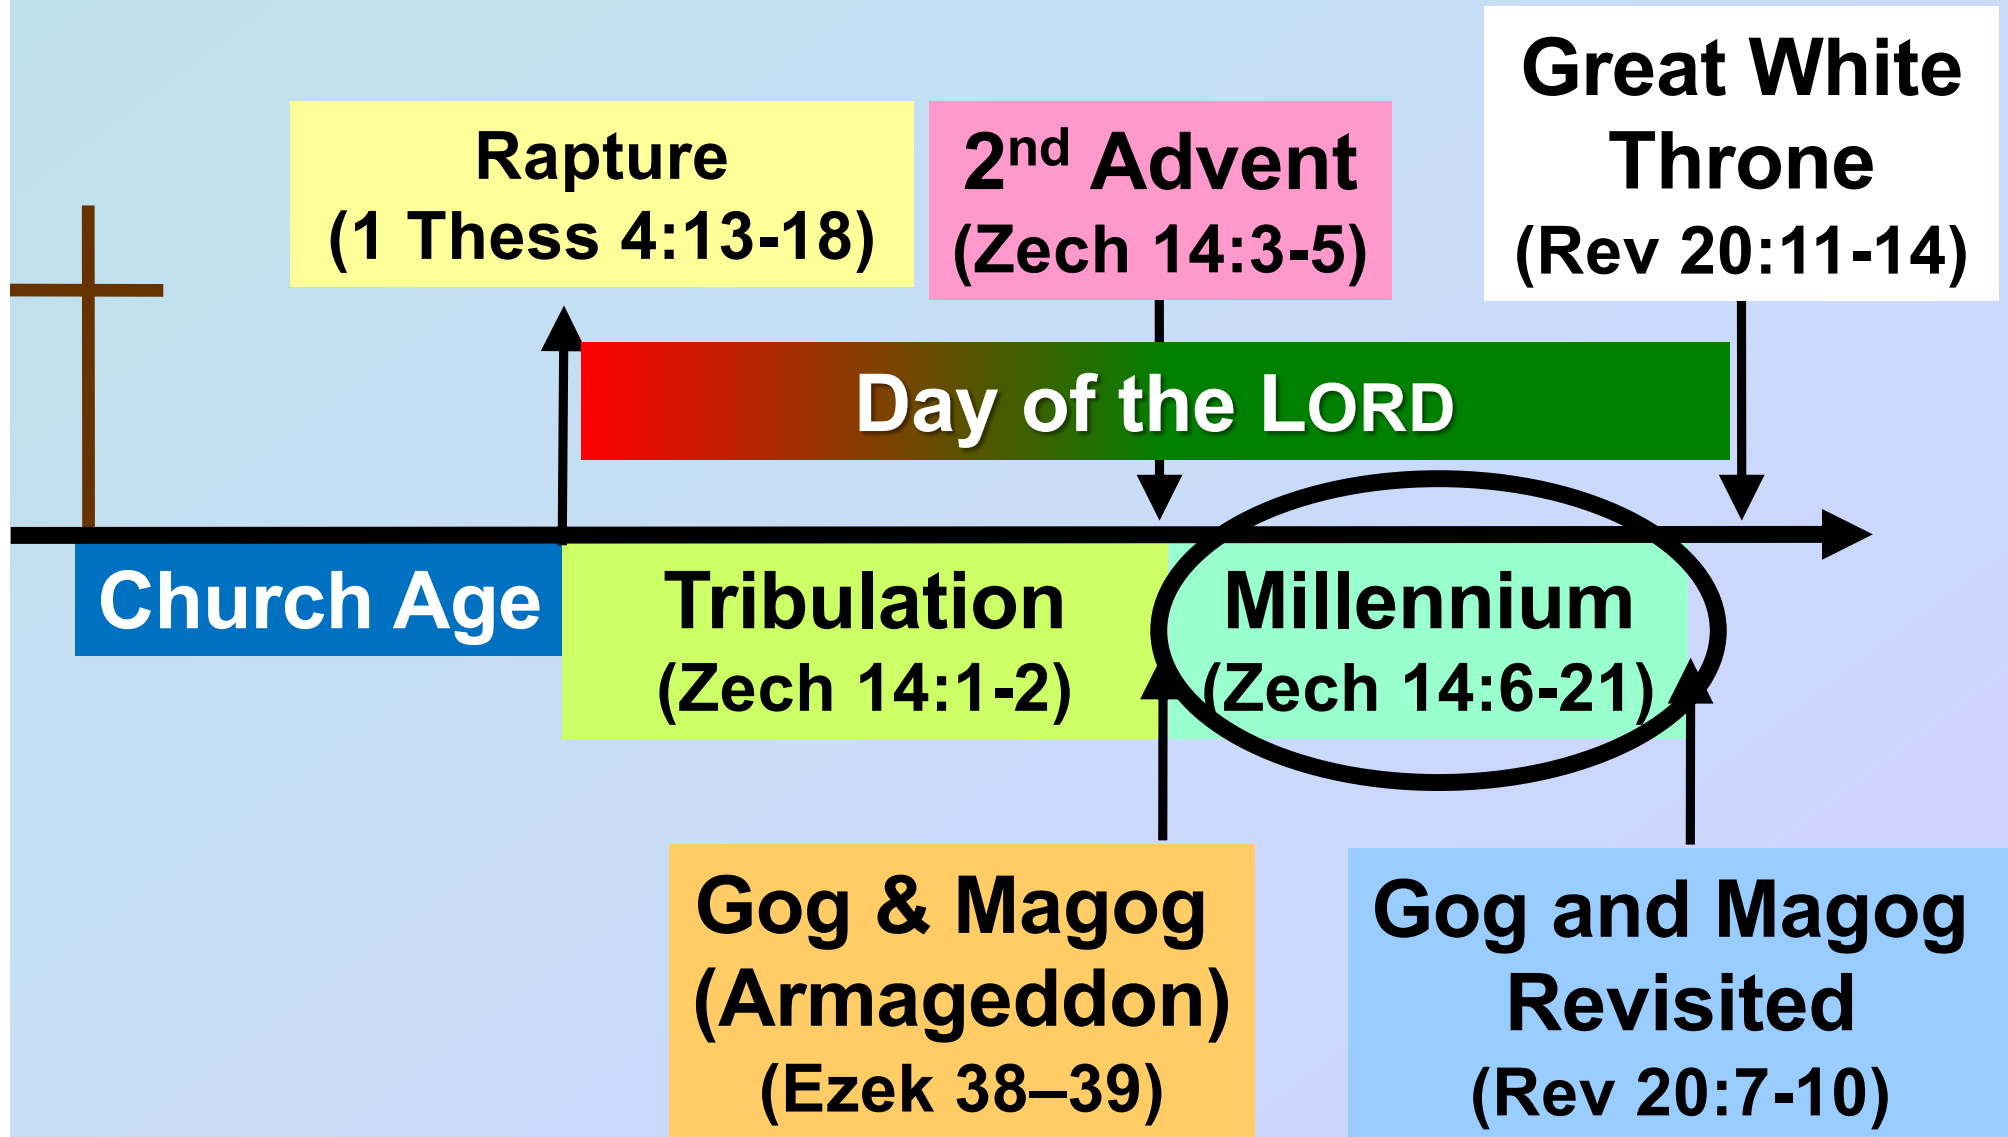 Great White
Throne
(Rev 20:11-14)
Rapture
(1 Thess 4:13-18)
2nd Advent
(Zech 14:3-5)
Day of the LORD
Church Age
Tribulation
(Zech 14:1-2)
Millennium
(Zech 14:6-21)
Gog & Magog
(Armageddon)
(Ezek 38–39)
Gog and Magog
Revisited
(Rev 20:7-10)